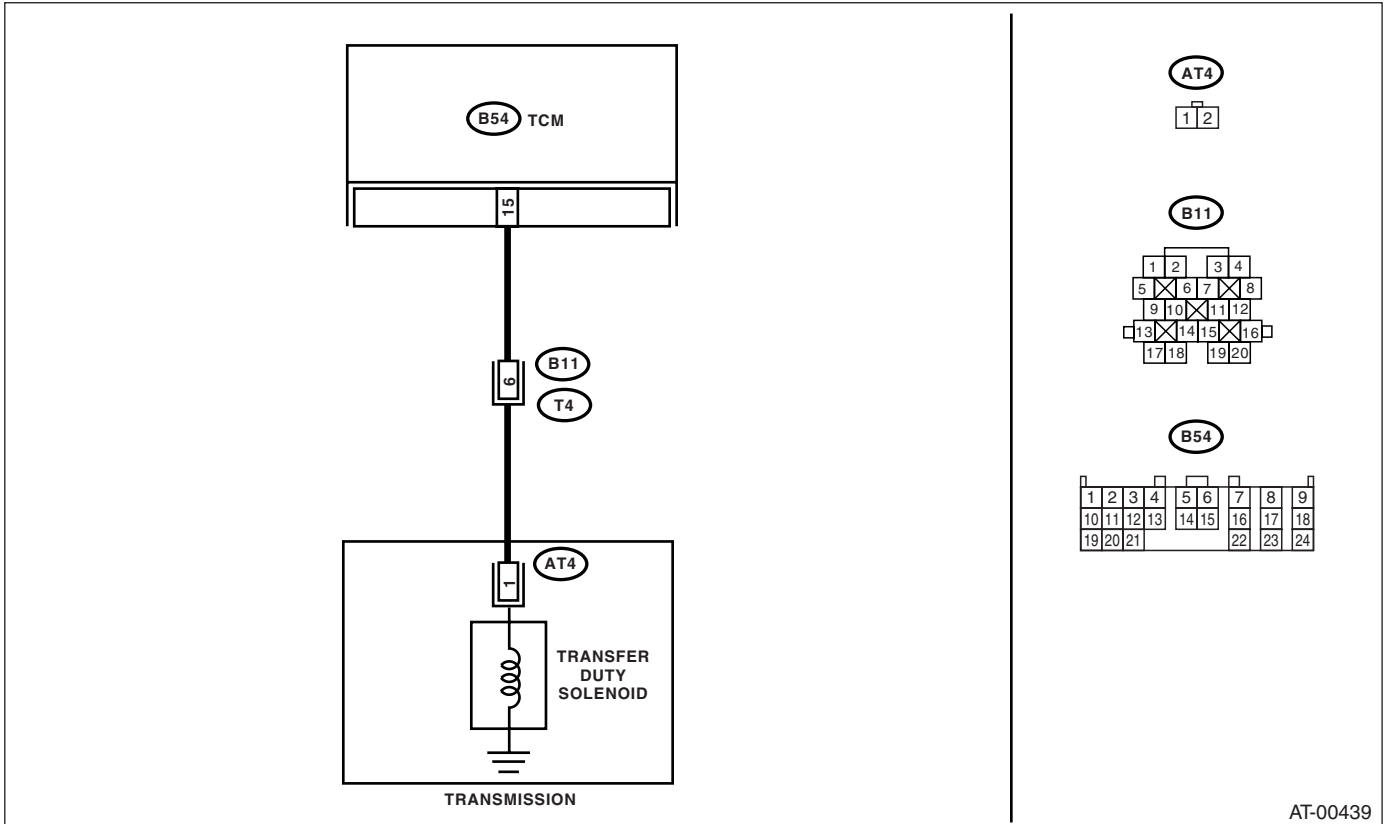 B54 TCM
15
6
B11
T4
1
AT4
TRANSFER
DUTY
SOLENOID
TRANSMISSION
AT4
1 2
B11
1 2 3 4
5 6 7 8
9 10 11 12
13 14 15 16
17 18 19 20
B54
1 2 3 4 5 6 7 8 9
10 11 12 13 14 15 16 17 18
19 20 21 22 23 24
AT-00439